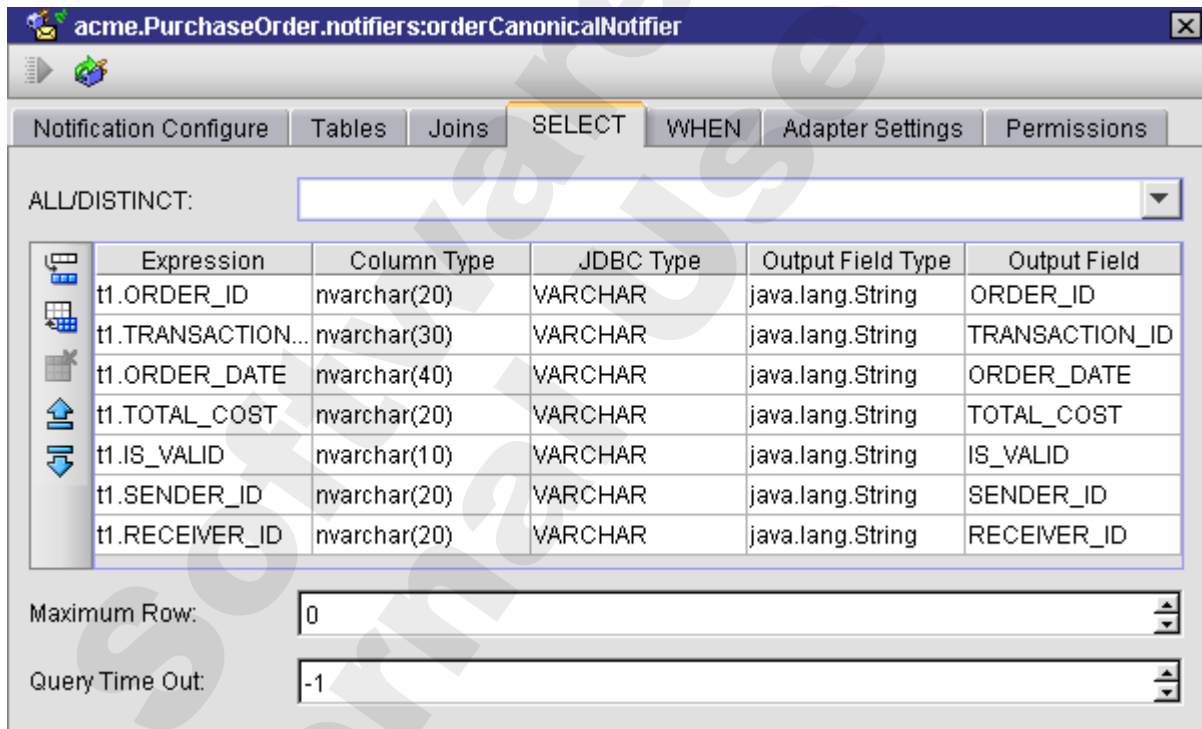 acme.PurchaseOrder.notifiers:orderCanonicalNotifier
Notification Configure Tables Joins SELECT WHEN Adapter Settings Permissions
ALL/DISTINCT:
Expression Column Type JDBC Type Output Field Type Output Field
t1.ORDER_ID nvarchar(20) VARCHAR java.lang.String ORDER_ID
t1.TRANSACTION... nvarchar(30) VARCHAR java.lang.String TRANSACTION_ID
t1.ORDER_DATE nvarchar(40) VARCHAR java.lang.String ORDER_DATE
t1.TOTAL_COST nvarchar(20) VARCHAR java.lang.String TOTAL_COST
t1.IS_VALID nvarchar(10) VARCHAR java.lang.String IS_VALID
t1.SENDER_ID nvarchar(20) VARCHAR java.lang.String SENDER_ID
t1.RECEIVER_ID nvarchar(20) VARCHAR java.lang.String RECEIVER_ID
Maximum Row: 0
Query Time Out: -1
Software
Use